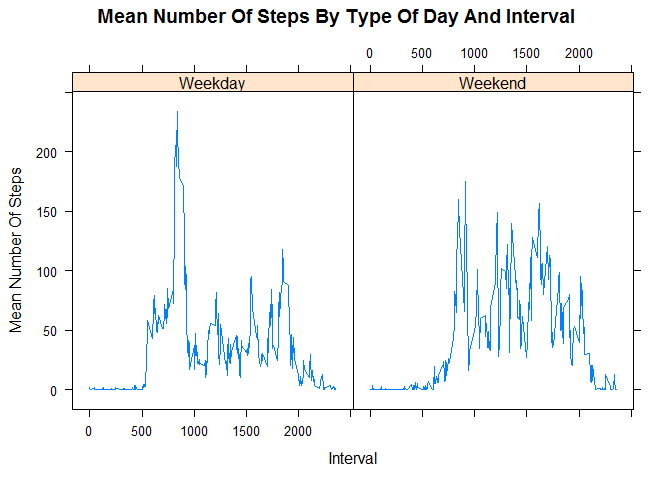 Mean Number Of Steps By Type Of Day And Interval
0 500 1000 1500 2000
Weekday Weekend
200
150
100
50
0
Mean Number Of Steps
0 500 1000 1500 2000
Interval